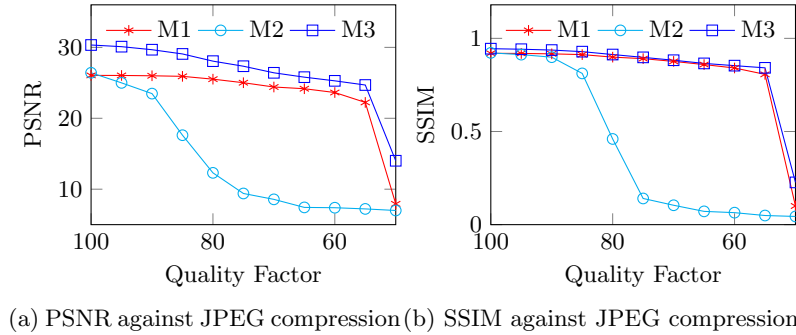 M1 M2 M3
30
20
10
PSNR
100 80 60
Quality Factor
(a) PSNR against JPEG compression
M1 M2 M3
1
0.5
0
SSIM
100 80 60
Quality Factor
(b) SSIM against JPEG compression